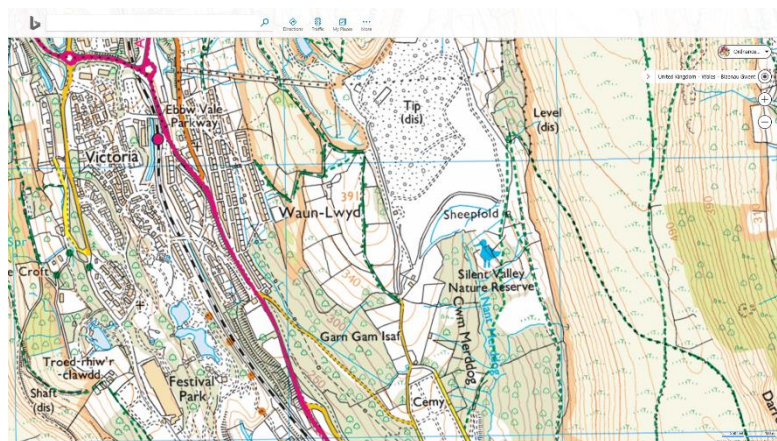 Directions
Traffic
My Places
More
Ordnance...
United Kingdom · Wales · Blaenau Gwent
Ebbw Vale
Parkway
Victoria
Tip
(dis)
Level
(dis)
391
Waun-Lwyd
Sheepfold
340
Silent Valley
Nature Reserve
Spr
e Croft
Garn Gam Isaf
Cwm Merddog
Nant Merddog
Troed-rhiw'r
-clawdd
Shaft
(dis)
Festival
Park
Cemy